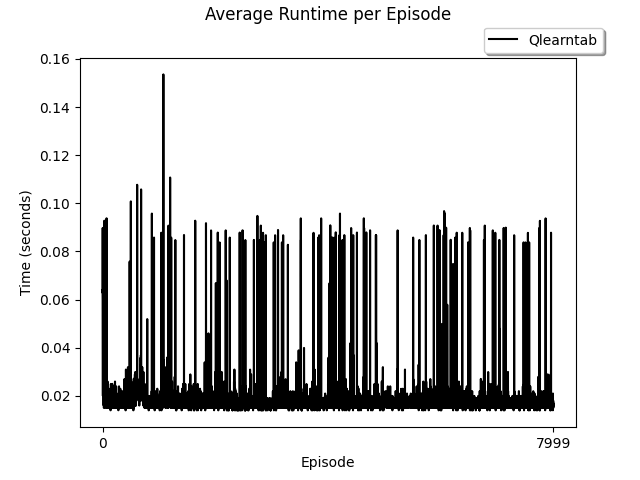 Average Runtime per Episode
Qlearntab
0.16
0.14
0.12
0.10
0.08
0.06
0.04
0.02
Time (seconds)
0
7999
Episode